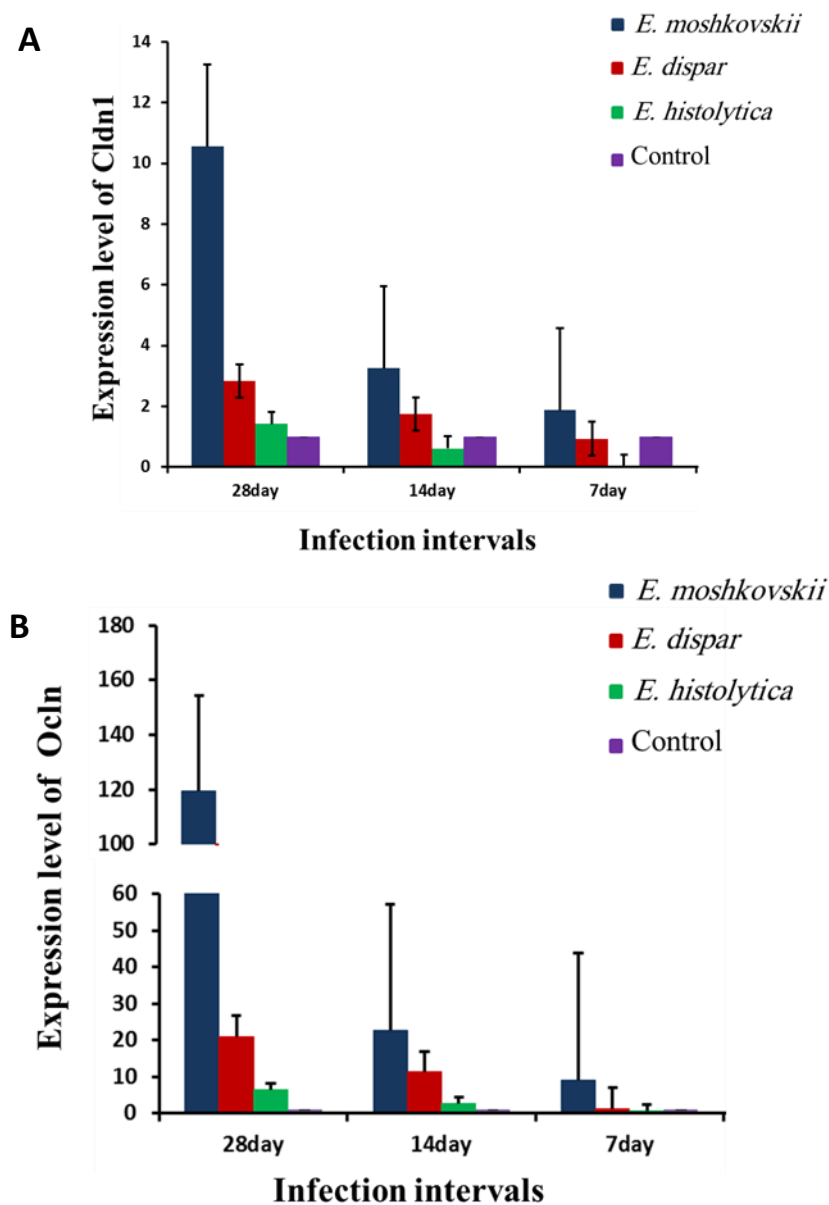 A
E. moshkovskii
E. dispar
E. histolytica
Control
Expression level of Cldn1
14
12
10
8
6
4
2
0
28day 14day 7day
Infection intervals
B
E. moshkovskii
E. dispar
E. histolytica
Control
Expression level of Ocln
180
160
140
120
100
60
50
40
30
20
10
0
28day 14day 7day
Infection intervals